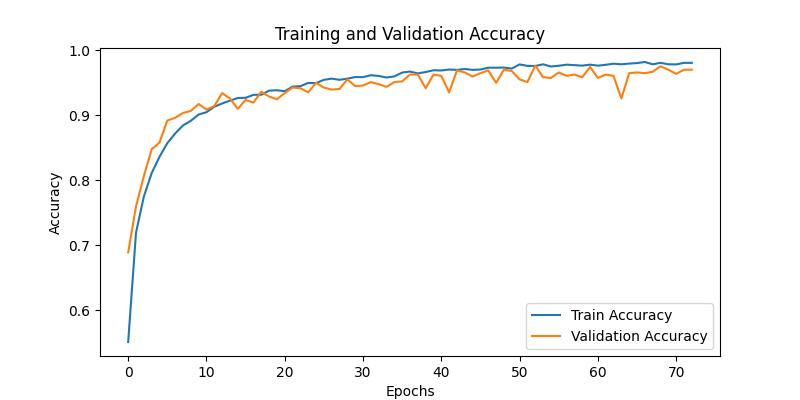 Training and Validation Accuracy
1.0
0.9
0.8
0.7
0.6
Accuracy
0 10 20 30 40 50 60 70
Epochs
Train Accuracy
Validation Accuracy